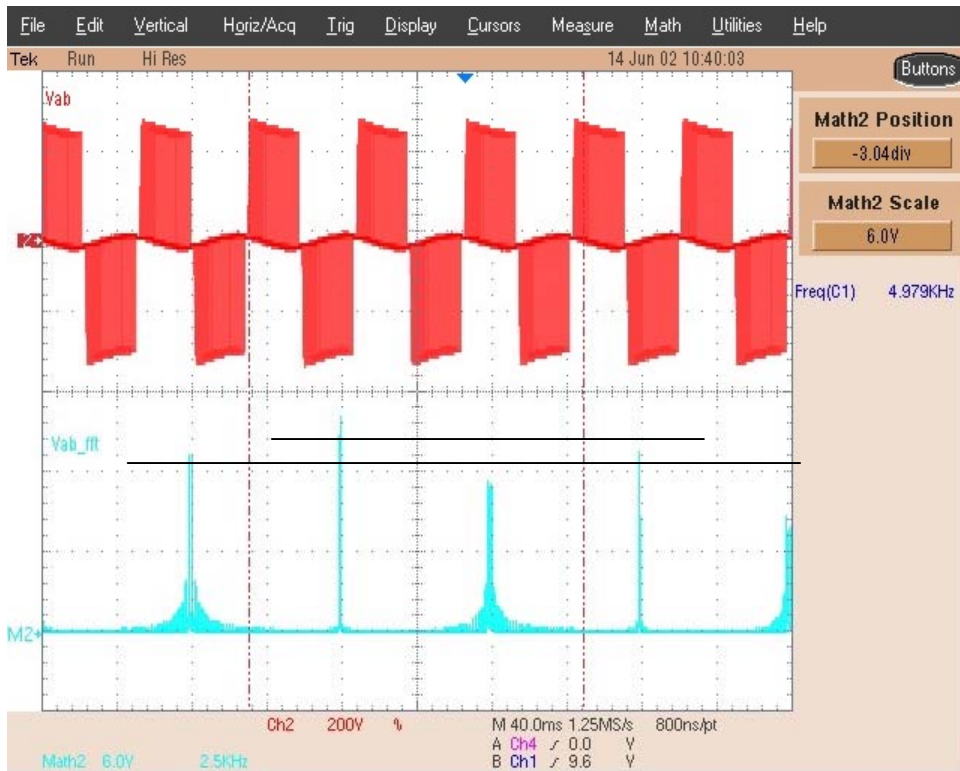 File Edit Vertical Horiz/Acq Trig Display Cursors Measure Math Utilities Help
Tek Run Hi Res 14 Jun 02 10:40:03
Buttons
Vab
Math2 Position
-3.04div
Math2 Scale
6.0V
2
Freq(C1) 4.979KHz
Vab_fft
M2
Ch2 200V M 40.0ms 1.25MS/s 800ns/pt
A Ch4 0.0 V
B Ch1 9.6 V
Math2 6.0V 2.5KHz